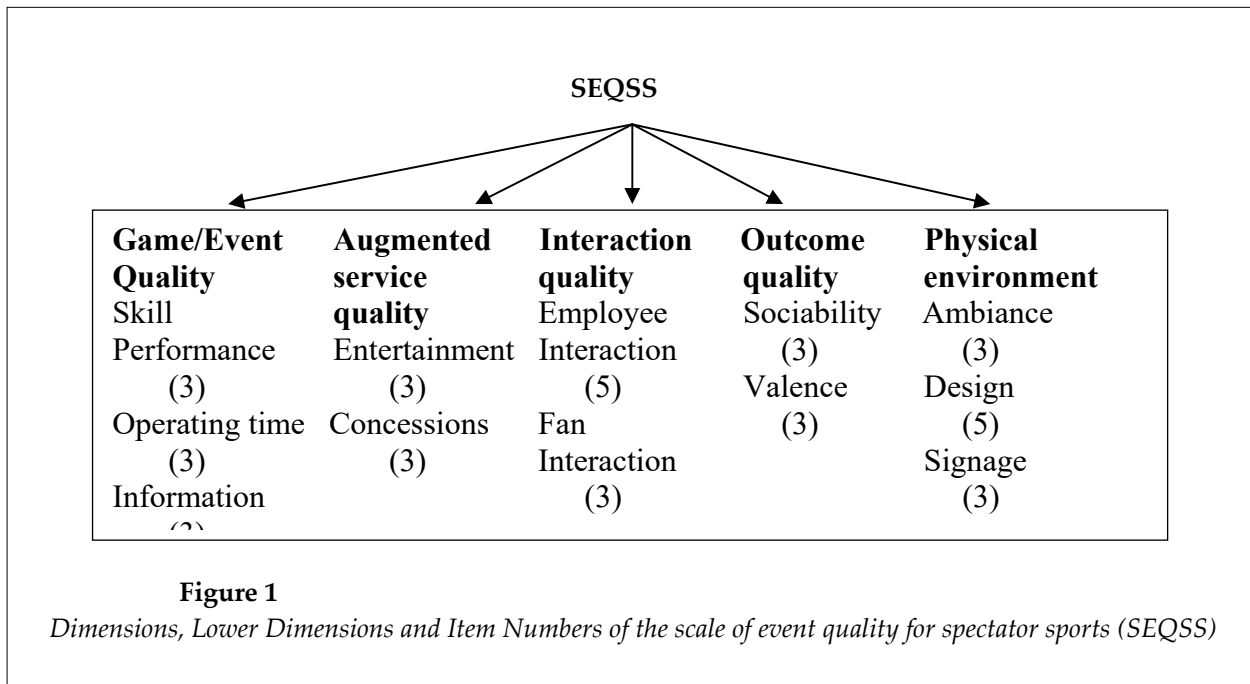 SEQSS
Game/Event
Quality
Skill
Performance
(3)
Operating time
(3)
Information
Augmented
service
quality
Entertainment
(3)
Concessions
(3)
Interaction
quality
Employee
Interaction
(5)
Fan
Interaction
(3)
Outcome
quality
Sociability
(3)
Valence
(3)
Physical
environment
Ambiance
(3)
Design
(5)
Signage
(3)
Figure 1
Dimensions, Lower Dimensions and Item Numbers of the scale of event quality for spectator sports (SEQSS)